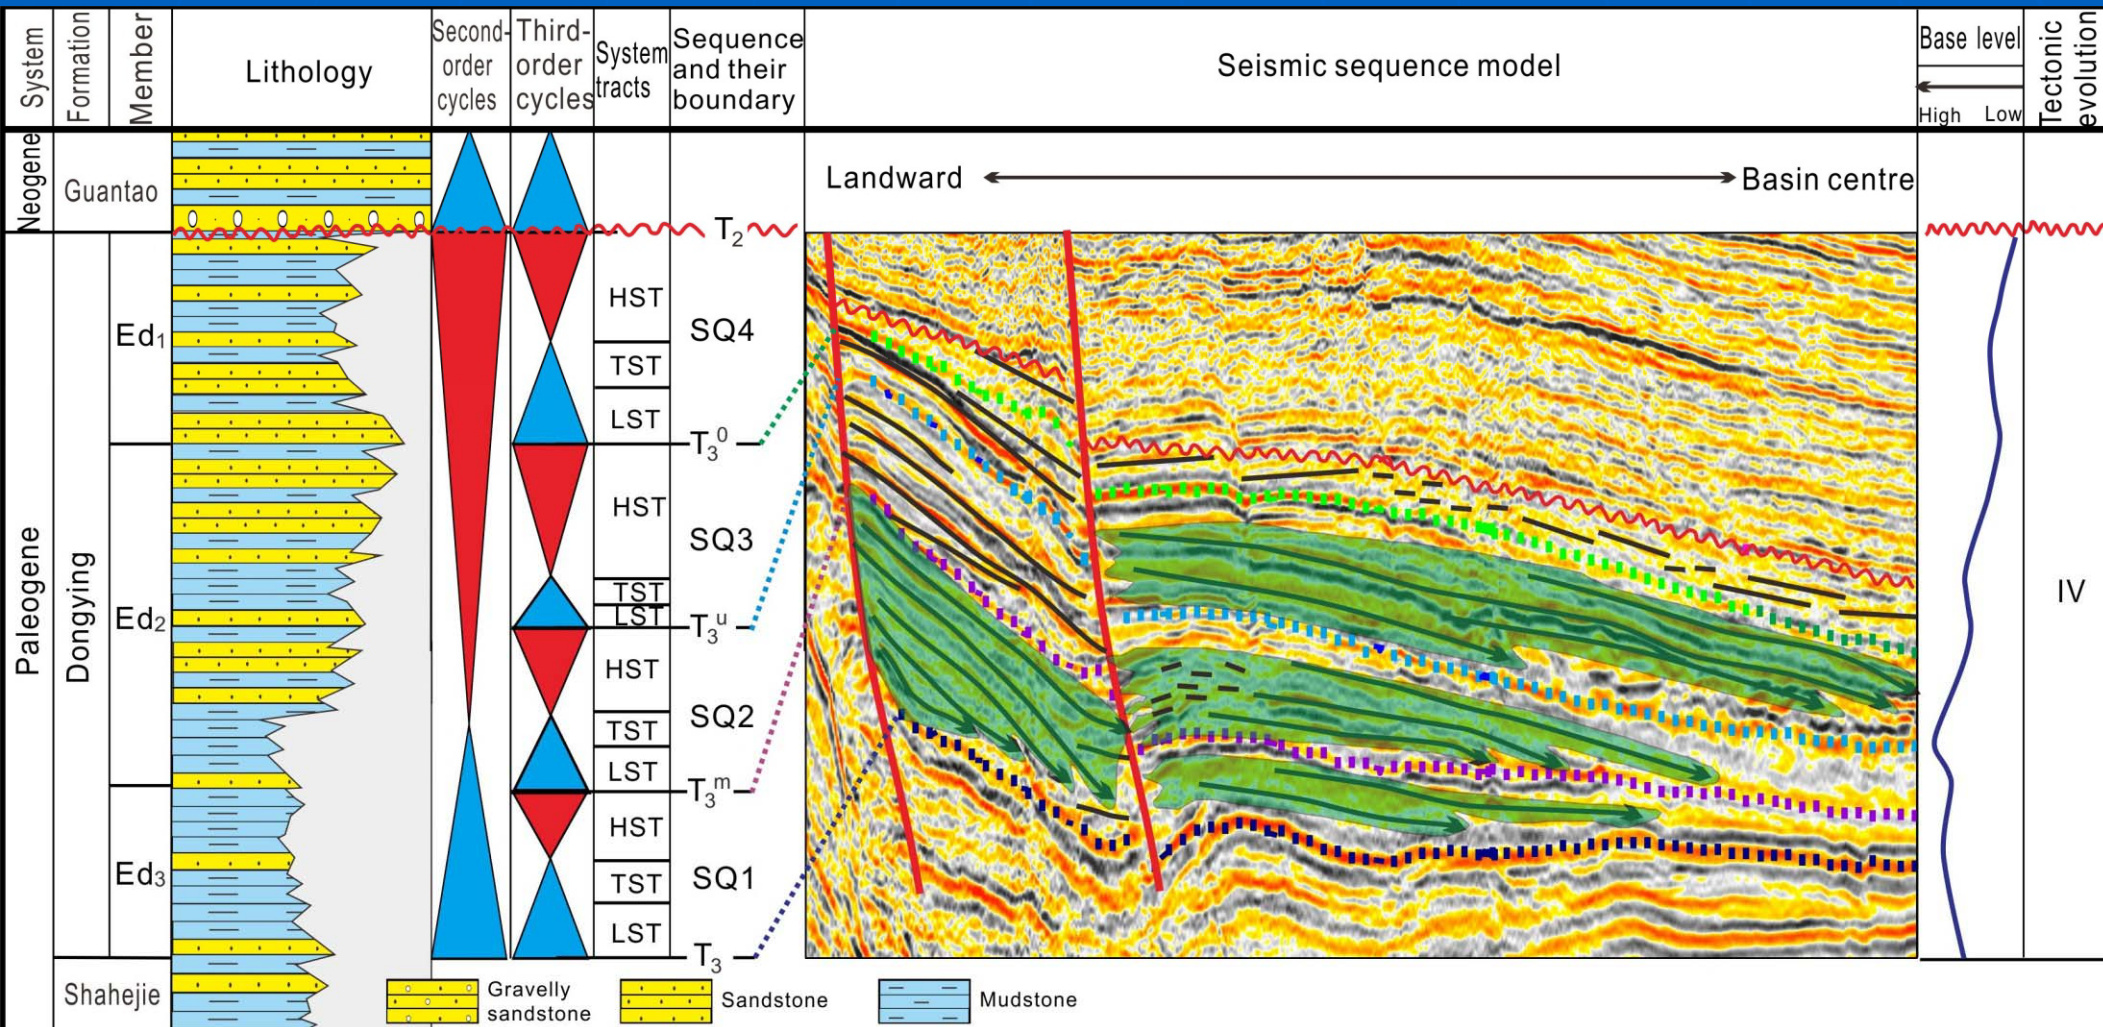 System
Formation
Member
Lithology
Second-
order
cycles
Third-
order
cycles
System
tracts
Sequence
and their
boundary
Seismic sequence model
Base level
High Low
Tectonic
evolution
Neogene
Guantao
Landward
Basin centre
T2
Paleogene
Dongying
Ed1
HST
TST
LST
SQ4
T3^0
Ed2
HST
TST
LST
SQ3
T3^u
HST
TST
LST
SQ2
T3^m
Ed3
HST
TST
LST
SQ1
T3
IV
Shahejie
Gravelly
sandstone
Sandstone
Mudstone